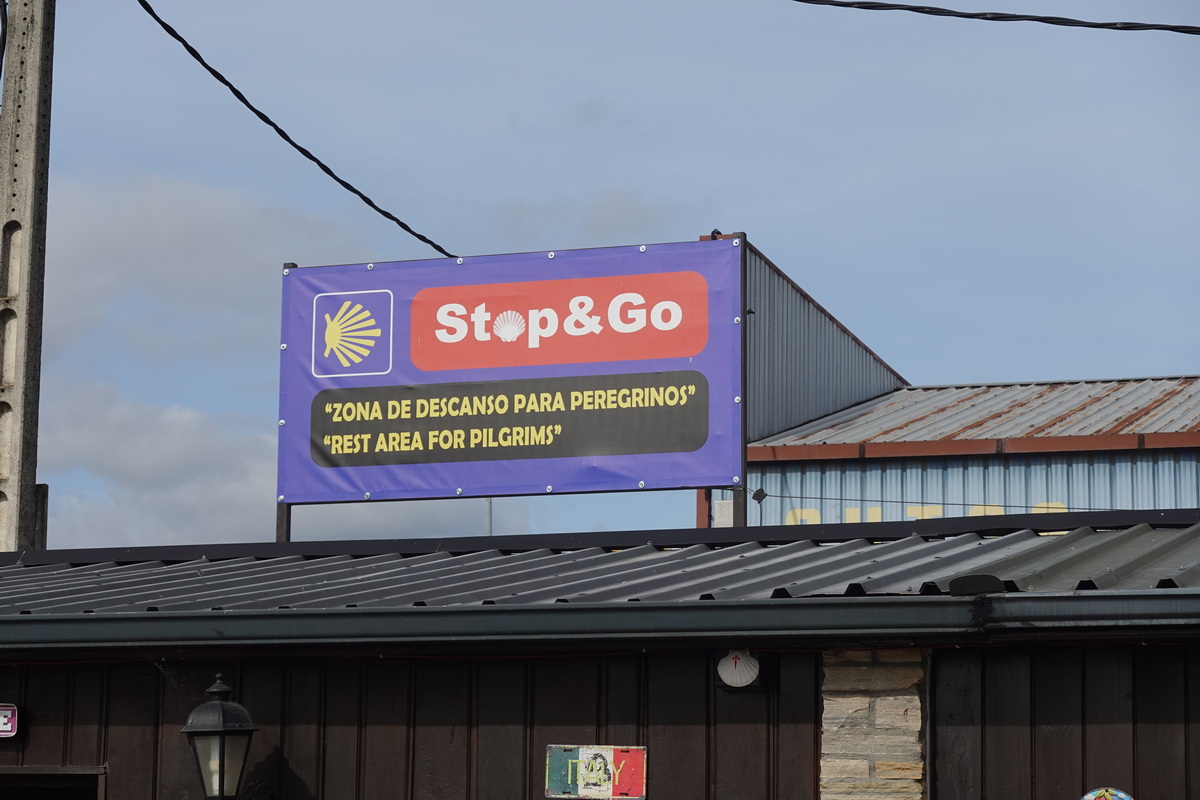 Stop&Go
“ZONA DE DESCANSO PARA PEREGRINOS”
“REST AREA FOR PILGRIMS”
ITALY